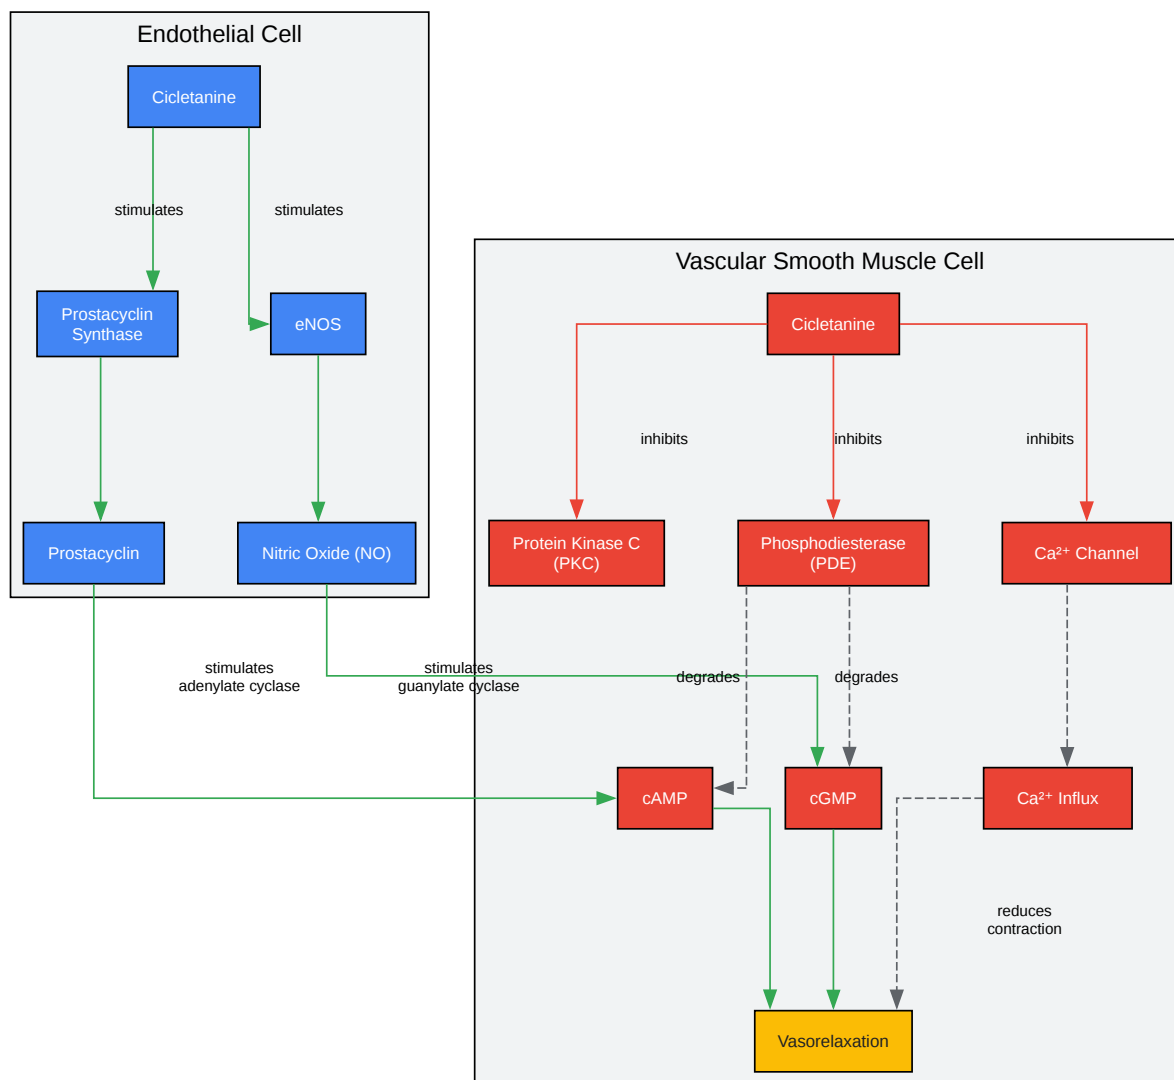 Endothelial Cell
Cicletanine
stimulates
stimulates
Prostacyclin
Synthase
eNOS
Prostacyclin
Nitric Oxide (NO)
Vascular Smooth Muscle Cell
Cicletanine
inhibits
inhibits
inhibits
Protein Kinase C
(PKC)
Phosphodiesterase
(PDE)
Ca²⁺ Channel
stimulates
adenylate cyclase
stimulates
guanylate cyclase
degrades
degrades
cAMP
cGMP
Ca²⁺ Influx
reduces
contraction
Vasorelaxation